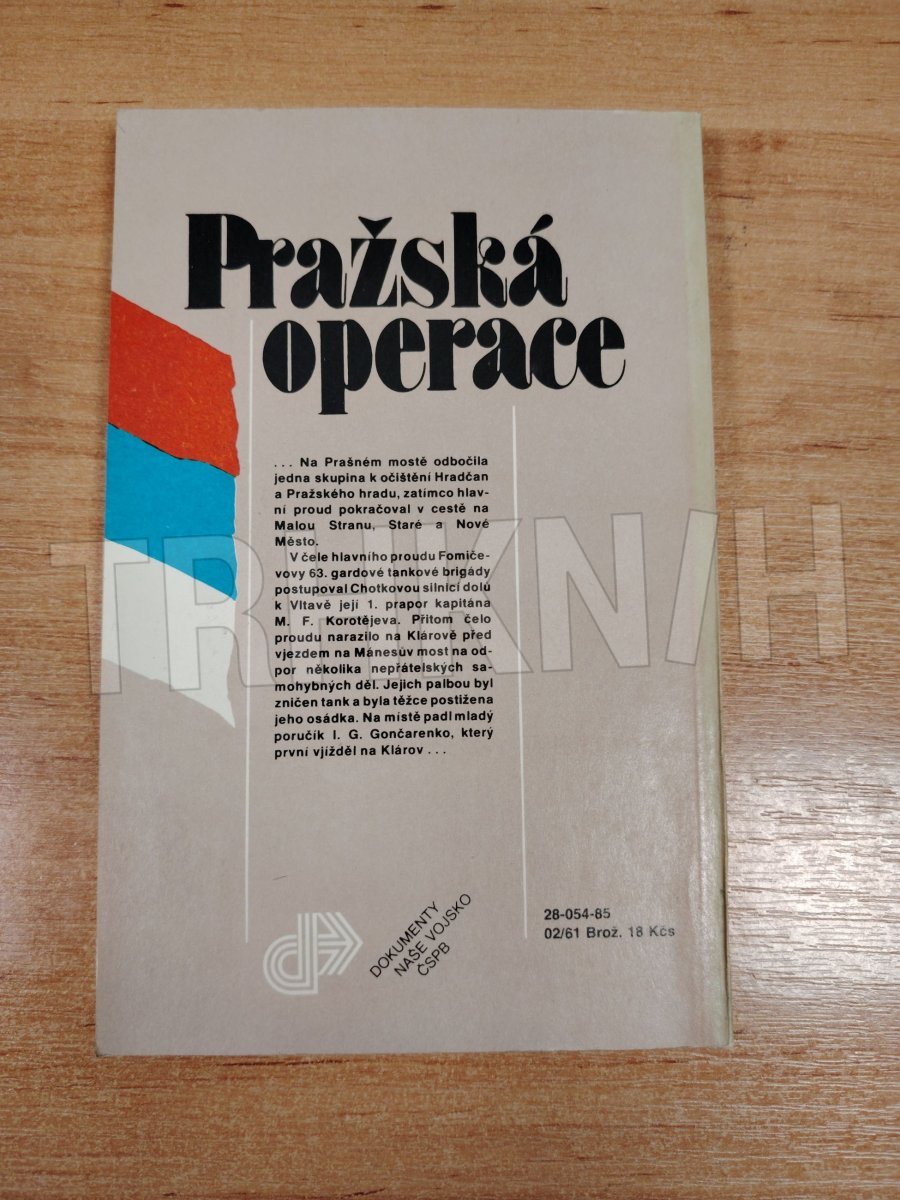 Pražská
operace
... Na Prašném mostě odbočila
jedna skupina k očištění Hradčan
a Pražského hradu, zatímco hlav-
ní proud pokračoval v cestě na
Malou Stranu, Staré a Nové
Město.
V čele hlavního proudu Fomiče-
vovy 63. gardové tankové brigády
postupoval Chotkovou silnicí dolů
k Vltavě její 1. prapor kapitána
M. F. Korotějeva. Přitom čelo
proudu narazilo na Klárově před
vjezdem na Mánesův most na od-
por několika nepřátelských sa-
mohybných děl. Jejich palbou byl
zničen tank a byla těžce postižena
jeho osádka. Na místě padl mladý
poručík I. G. Gončarenko, který
první vjížděl na Klárov ...
DOKUMENTY
NAŠE VOJSKO
ČSPB
28-054-85
02/61 Brož. 18 Kčs
TRHKNIH